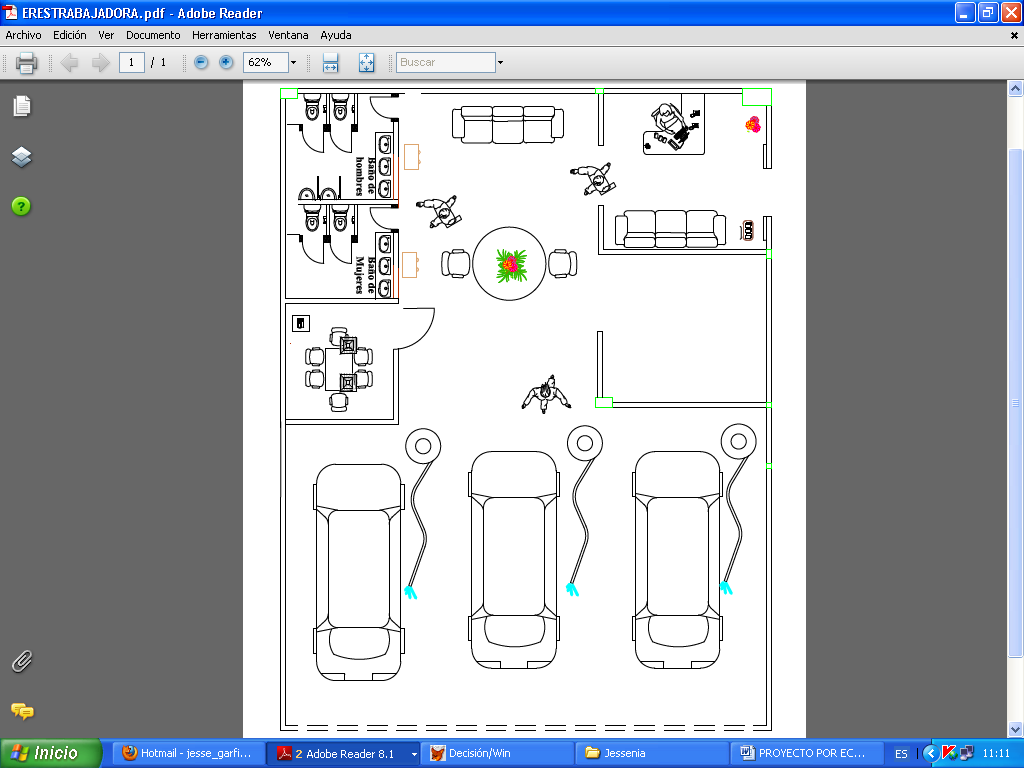 ERESTRABAJADORA.pdf - Adobe Reader
Archivo Edición Ver Documento Herramientas Ventana Ayuda
1 / 1 62% Buscar
Baño de
hombres
Baño de
Mujeres
Inicio Hotmail - jesse_garfi... 2 Adobe Reader 8.1 Decisión/Win Jessenia PROYECTO POR EC... ES 11:11